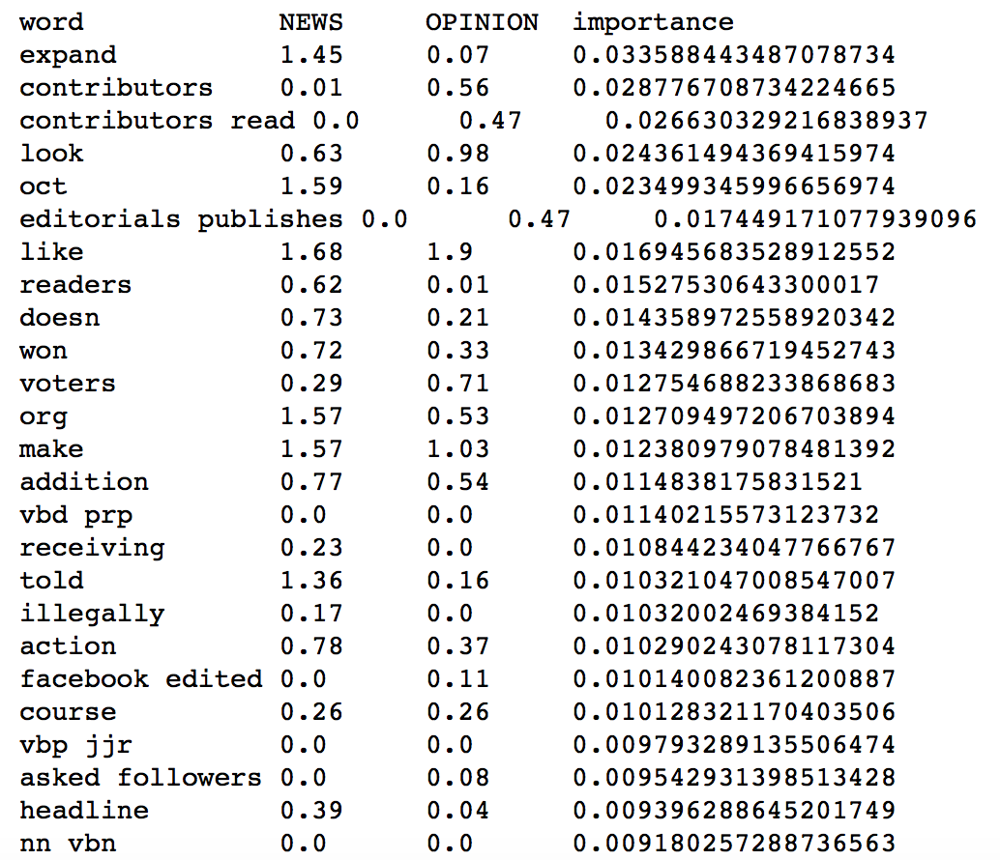 word NEWS OPINION importance
expand 1.45 0.07 0.033588443487078734
contributors 0.01 0.56 0.028776708734224665
contributors read 0.0 0.47 0.026630329216838937
look 0.63 0.98 0.024361494369415974
oct 1.59 0.16 0.023499345996656974
editorials publishes 0.0 0.47 0.017449171077939096
like 1.68 1.9 0.016945683528912552
readers 0.62 0.01 0.01527530643300017
doesn 0.73 0.21 0.014358972558920342
won 0.72 0.33 0.013429866719452743
voters 0.29 0.71 0.012754688233868683
org 1.57 0.53 0.012709497206703894
make 1.57 1.03 0.012380979078481392
addition 0.77 0.54 0.0114838175831521
vbd prp 0.0 0.0 0.01140215573123732
receiving 0.23 0.0 0.010844234047766767
told 1.36 0.16 0.010321047008547007
illegally 0.17 0.0 0.01032002469384152
action 0.78 0.37 0.010290243078117304
facebook edited 0.0 0.11 0.010140082361200887
course 0.26 0.26 0.010128321170403506
vbp jjr 0.0 0.0 0.009793289135506474
asked followers 0.0 0.08 0.009542931398513428
headline 0.39 0.04 0.009396288645201749
nn vbn 0.0 0.0 0.009180257288736563